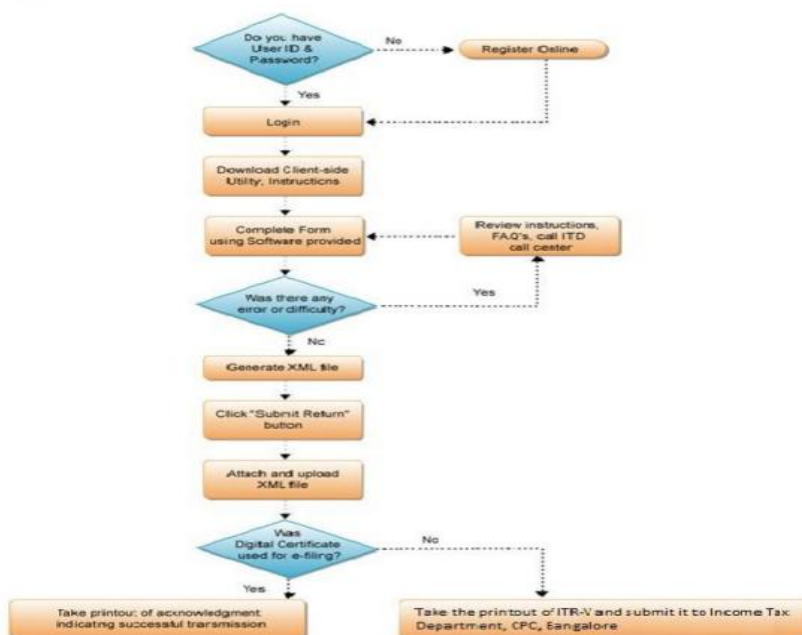 Do you have
User ID &
Password?
No
Register Online
Yes
Login
Download Client-side
Utility, Instructions
Complete Form
using Software provided
Review instructions,
FAQ's, call ITD
call center
Was there any
error or difficulty?
Yes
No
Generate XML file
Click "Submit Return"
button
Attach and upload
XML file
Was
Digital Certificate
used for e-filing?
No
Yes
Take printout of acknowledgment
indicating successful transmission
Take the printout of ITR-V and submit it to Income Tax
Department, CPC, Bangalore